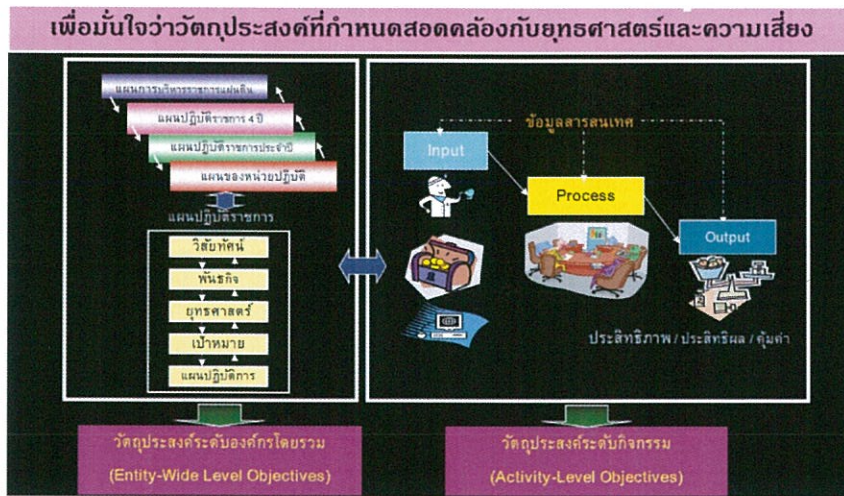 เพื่อมั่นใจว่าวัตถุประสงค์ที่กำหนดสอดคล้องกับยุทธศาสตร์และความเสี่ยง
แผนการบริหารราชการแผ่นดิน
แผนปฏิบัติราชการ 4 ปี
แผนปฏิบัติราชการประจำปี
แผนของหน่วยปฏิบัติ
แผนปฏิบัติราชการ
วิสัยทัศน์
พันธกิจ
ยุทธศาสตร์
เป้าหมาย
แผนปฏิบัติการ
ข้อมูลสารสนเทศ
Input
Process
Output
ประสิทธิภาพ / ประสิทธิผล / คุ้มค่า
วัตถุประสงค์ระดับองค์กรโดยรวม
(Entity-Wide Level Objectives)
วัตถุประสงค์ระดับกิจกรรม
(Activity-Level Objectives)